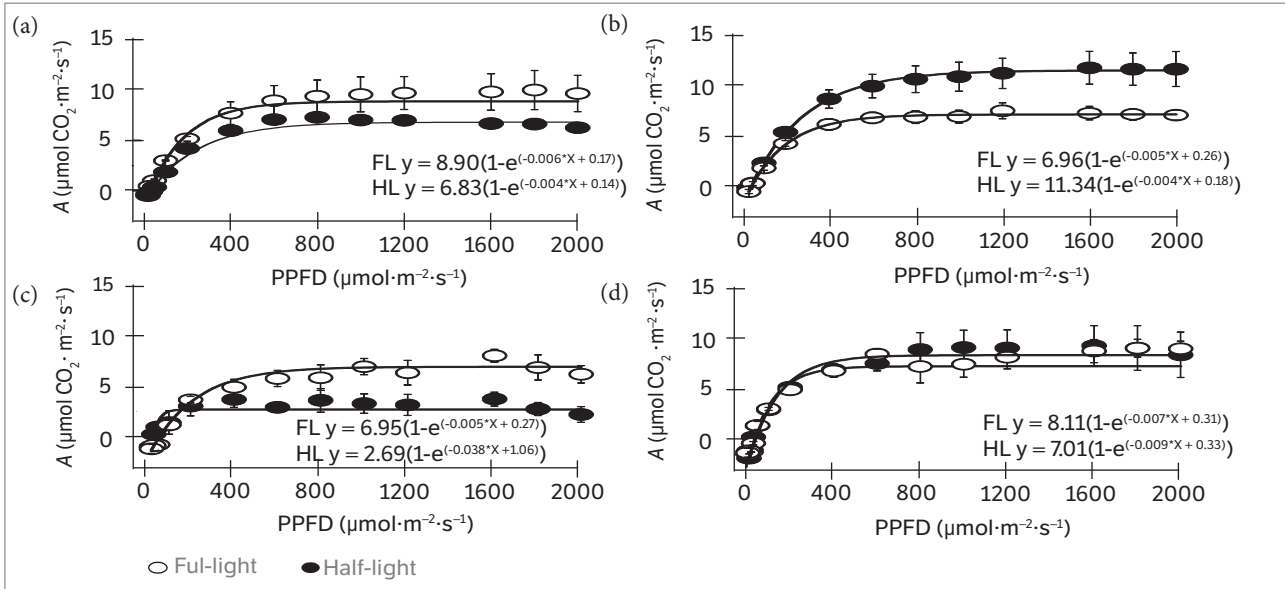 (a)
A (μmol CO₂·m⁻²·s⁻¹)
15
10
5
0
FL y = 8.90(1-e^(-0.006*X + 0.17))
HL y = 6.83(1-e^(-0.004*X + 0.14))
0 400 800 1200 1600 2000
PPFD (μmol·m⁻²·s⁻¹)
(b)
A (μmol CO₂·m⁻²·s⁻¹)
15
10
5
0
FL y = 6.96(1-e^(-0.005*X + 0.26))
HL y = 11.34(1-e^(-0.004*X + 0.18))
0 400 800 1200 1600 2000
PPFD (μmol·m⁻²·s⁻¹)
(c)
A (μmol CO₂· m⁻²·s⁻¹)
15
10
5
0
FL y = 6.95(1-e^(-0.005*X + 0.27))
HL y = 2.69(1-e^(-0.038*X +1.06))
0 400 800 1200 1600 2000
PPFD (μmol·m⁻²·s⁻¹)
(d)
A (μmol CO₂·m⁻²·s⁻¹)
15
10
5
0
FL y = 8.11(1-e^(-0.007*X + 0.31))
HL y = 7.01(1-e^(-0.009*X + 0.33))
0 400 800 1200 1600 2000
PPFD (μmol·m⁻²·s⁻¹)
Ful-light Half-light